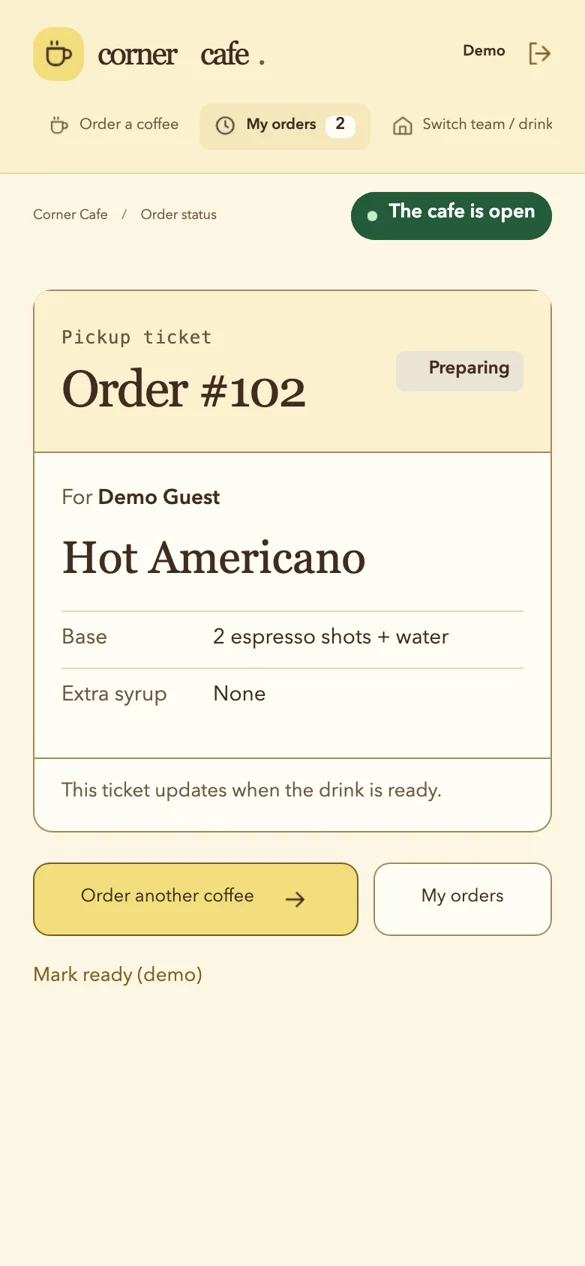 corner cafe .
Demo
Order a coffee
My orders 2
Switch team / drink
Corner Cafe / Order status
The cafe is open
Pickup ticket
Order #102
Preparing
For Demo Guest
Hot Americano
Base 2 espresso shots + water
Extra syrup None
This ticket updates when the drink is ready.
Order another coffee →
My orders
Mark ready (demo)